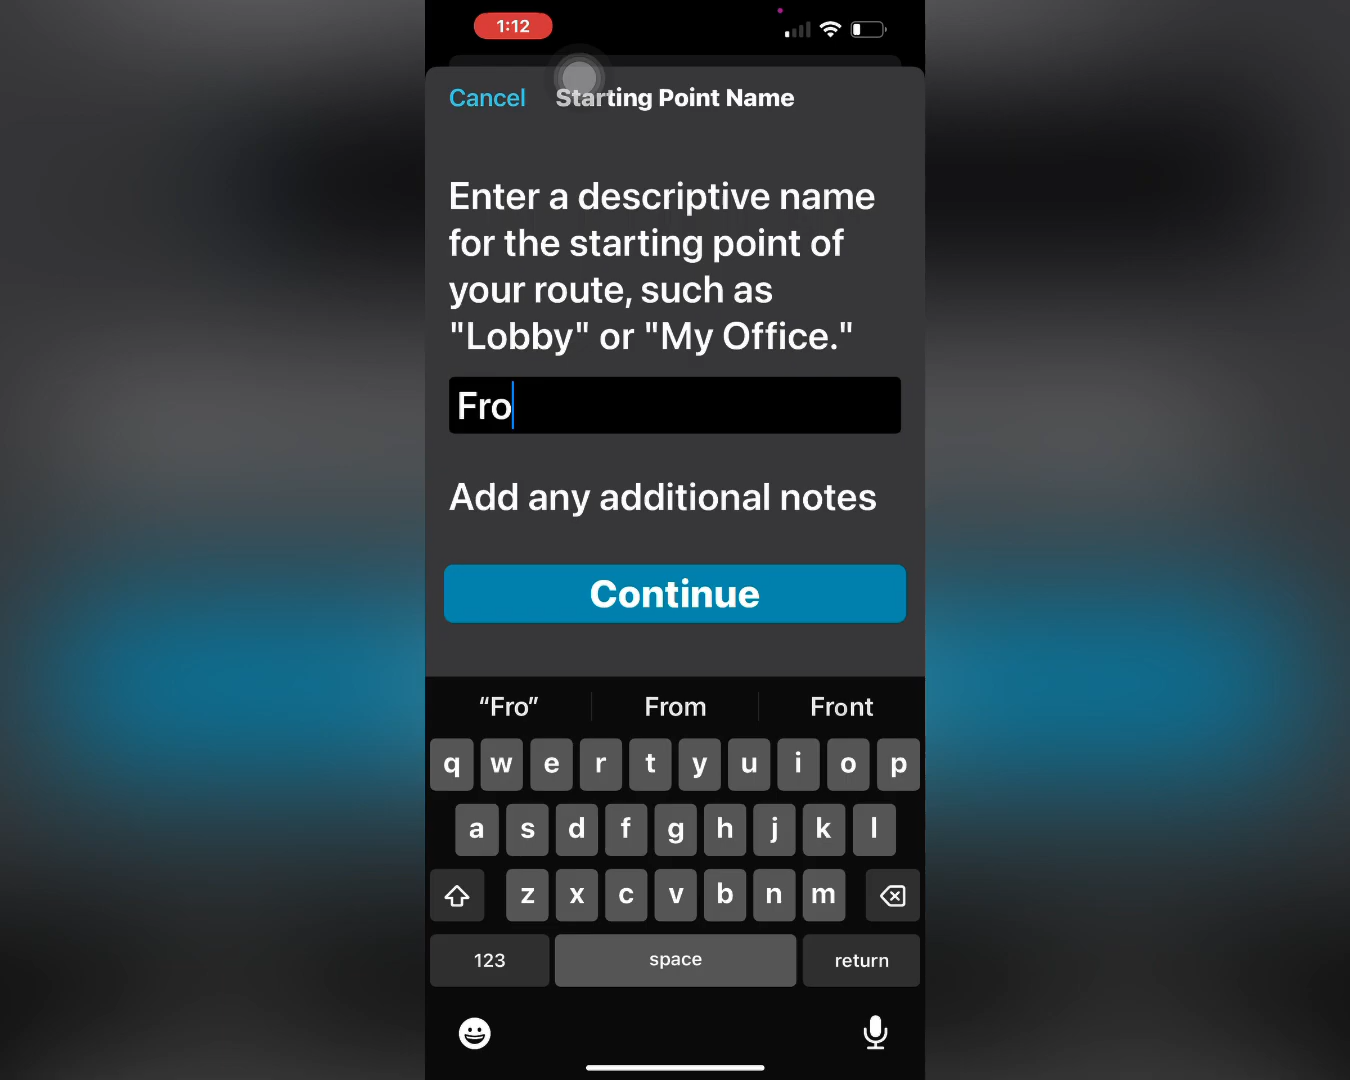 1:12
Cancel Starting Point Name
Enter a descriptive name
for the starting point of
your route, such as
"Lobby" or "My Office."
Fro
Add any additional notes
Continue
“Fro” From Front
q w e r t y u i o p
a s d f g h j k l
z x c v b n m
123 space return